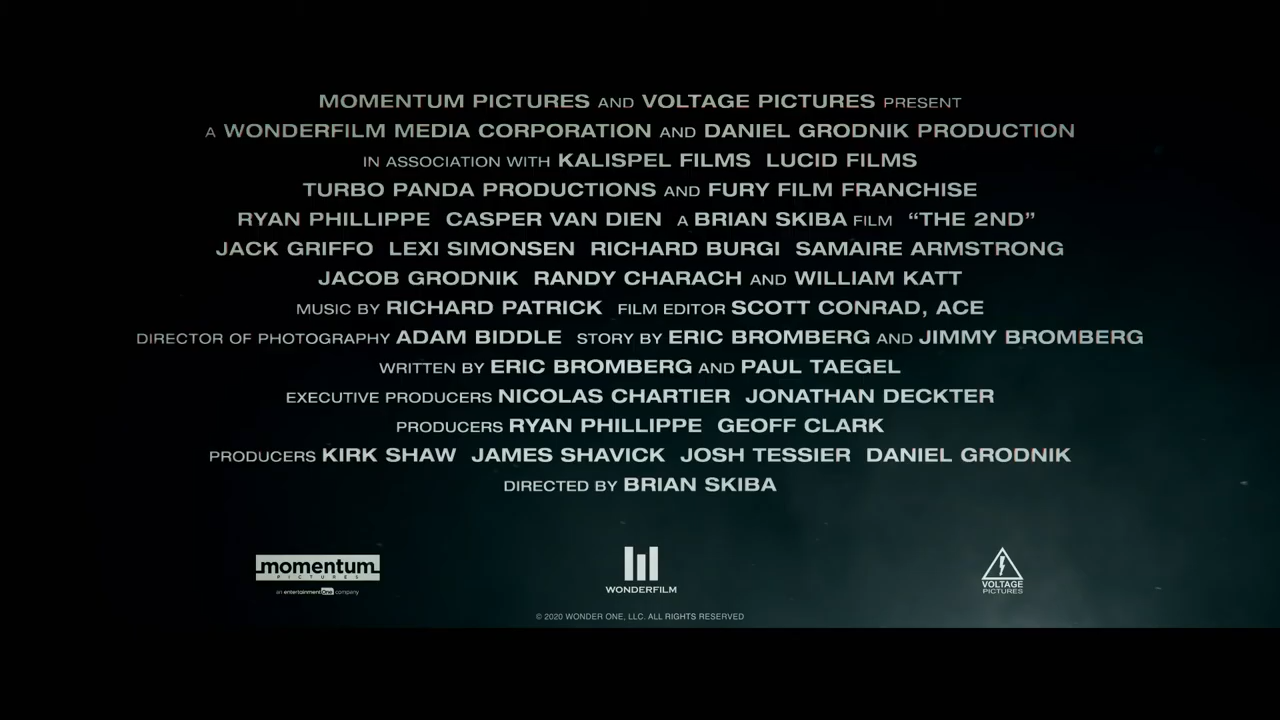 MOMENTUM PICTURES AND VOLTAGE PICTURES PRESENT
A WONDERFILM MEDIA CORPORATION AND DANIEL GRODNIK PRODUCTION
IN ASSOCIATION WITH KALISPEL FILMS LUCID FILMS
TURBO PANDA PRODUCTIONS AND FURY FILM FRANCHISE
RYAN PHILLIPPE CASPER VAN DIEN A BRIAN SKIBA FILM “THE 2ND”
JACK GRIFFO LEXI SIMONSEN RICHARD BURGI SAMAIRE ARMSTRONG
JACOB GRODNIK RANDY CHARACH AND WILLIAM KATT
MUSIC BY RICHARD PATRICK FILM EDITOR SCOTT CONRAD, ACE
DIRECTOR OF PHOTOGRAPHY ADAM BIDDLE STORY BY ERIC BROMBERG AND JIMMY BROMBERG
WRITTEN BY ERIC BROMBERG AND PAUL TAEGEL
EXECUTIVE PRODUCERS NICOLAS CHARTIER JONATHAN DECKTER
PRODUCERS RYAN PHILLIPPE GEOFF CLARK
PRODUCERS KIRK SHAW JAMES SHAVICK JOSH TESSIER DANIEL GRODNIK
DIRECTED BY BRIAN SKIBA
momentum
PICTURES
an entertainmentOne company
WONDERFILM
VOLTAGE
PICTURES
© 2020 WONDER ONE, LLC. ALL RIGHTS RESERVED